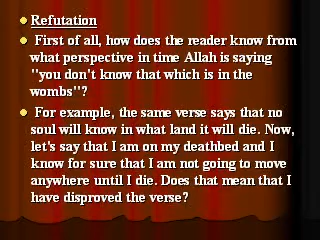 Refutation
First of all, how does the reader know from
what perspective in time Allah is saying
"you don't know that which is in the
wombs"?
For example, the same verse says that no
soul will know in what land it will die. Now,
let's say that I am on my deathbed and I
know for sure that I am not going to move
anywhere until I die. Does that mean that I
have disproved the verse?